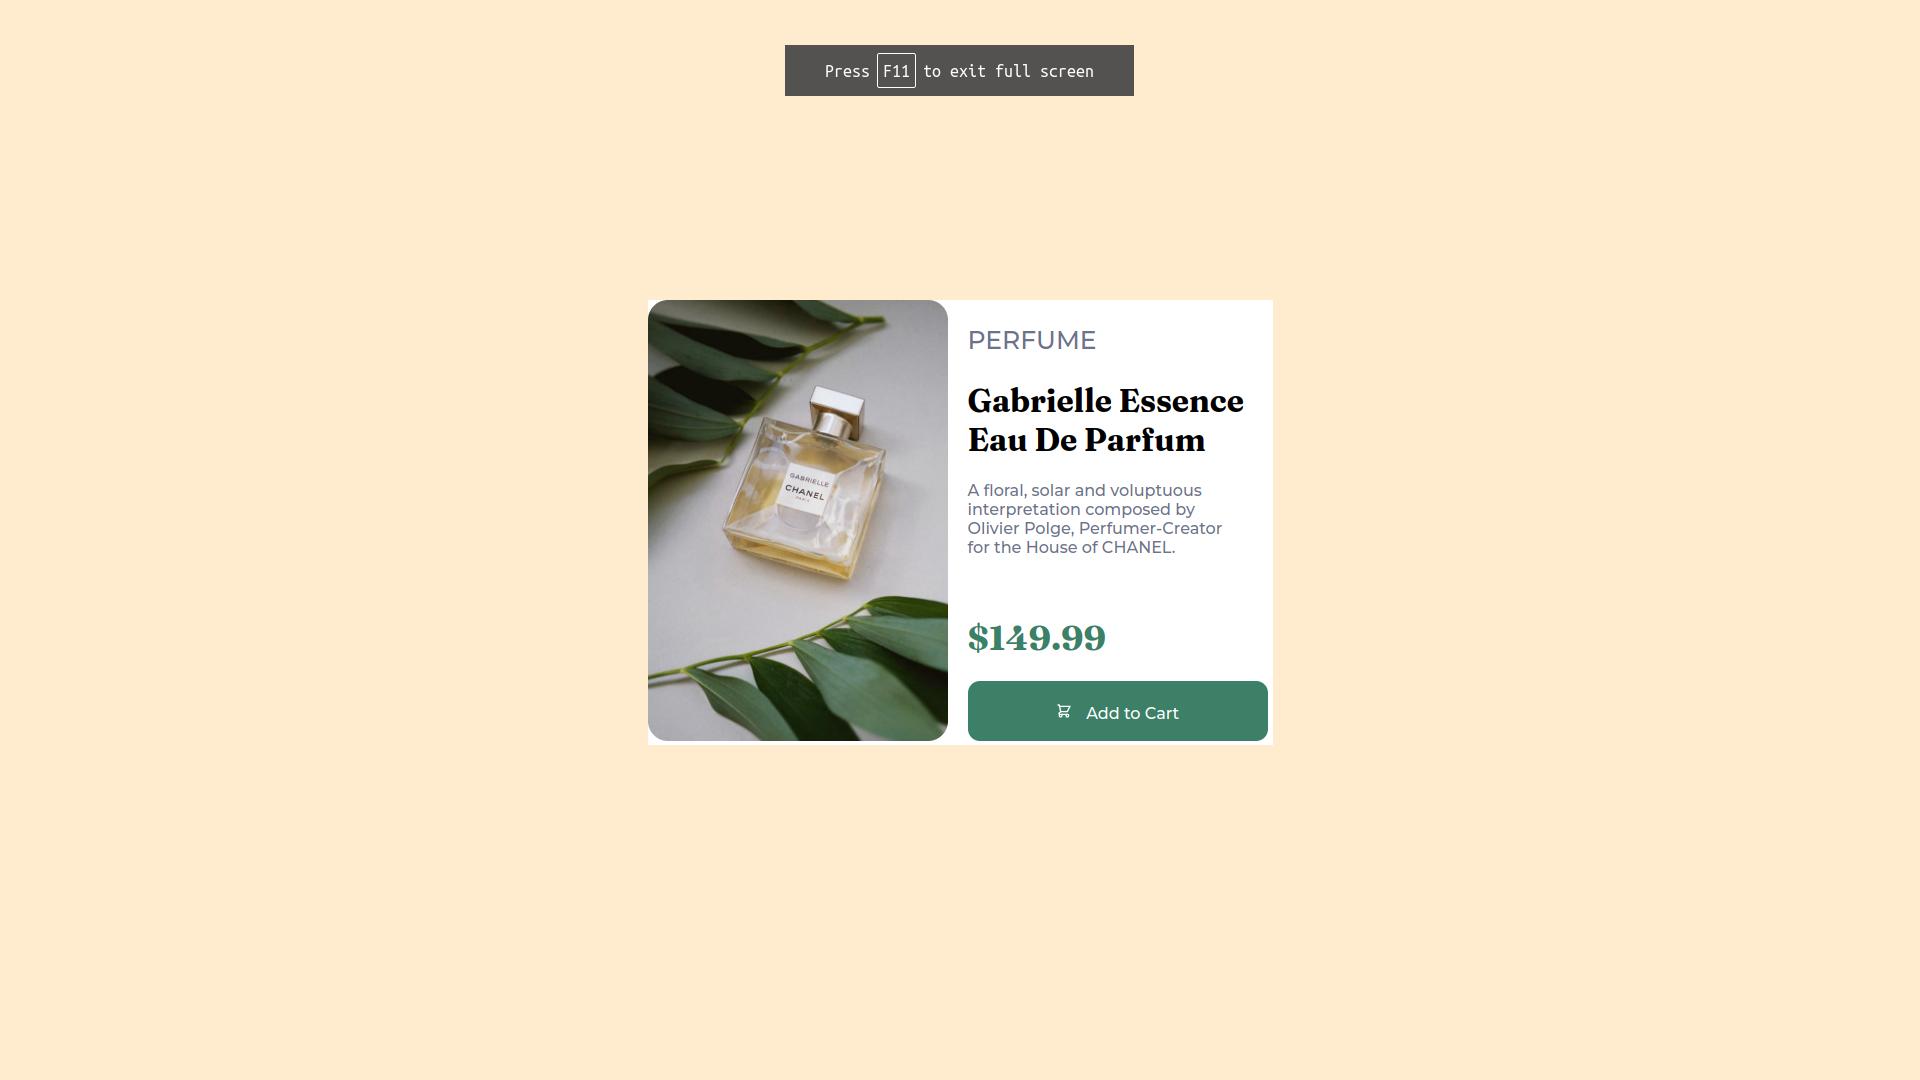 Press F11 to exit full screen
PERFUME
Gabrielle Essence
Eau De Parfum
A floral, solar and voluptuous
interpretation composed by
Olivier Polge, Perfumer-Creator
for the House of CHANEL.
$149.99
Add to Cart
GABRIELLE
CHANEL
PARIS